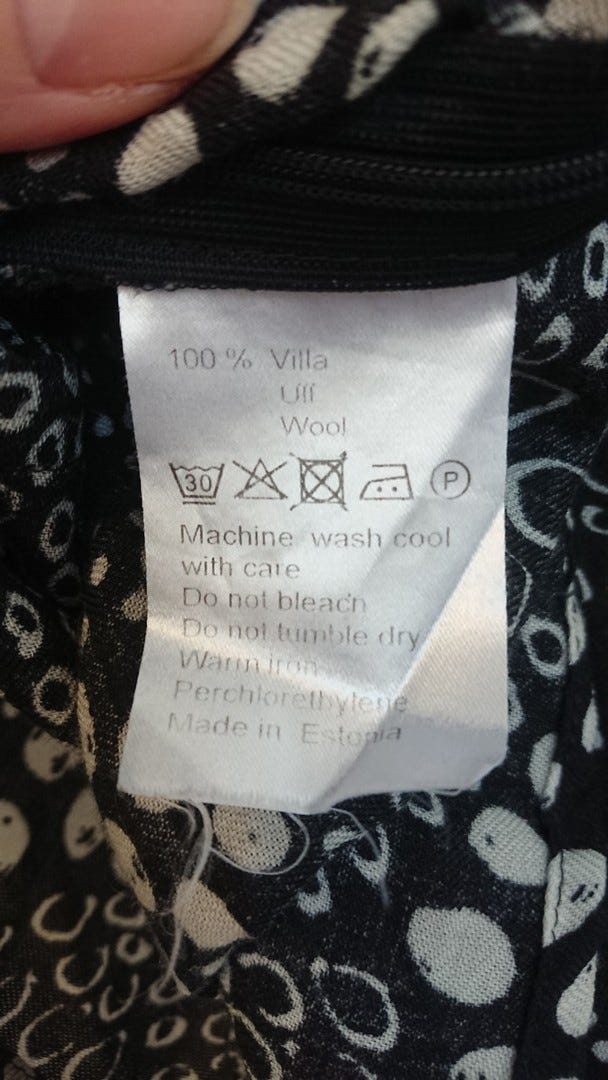 100 % Villa
Ull
Wool
30 P
Machine wash cool
with care
Do not bleach
Do not tumble dry
Warm iron
Perchlorethylene
Made in Estonia